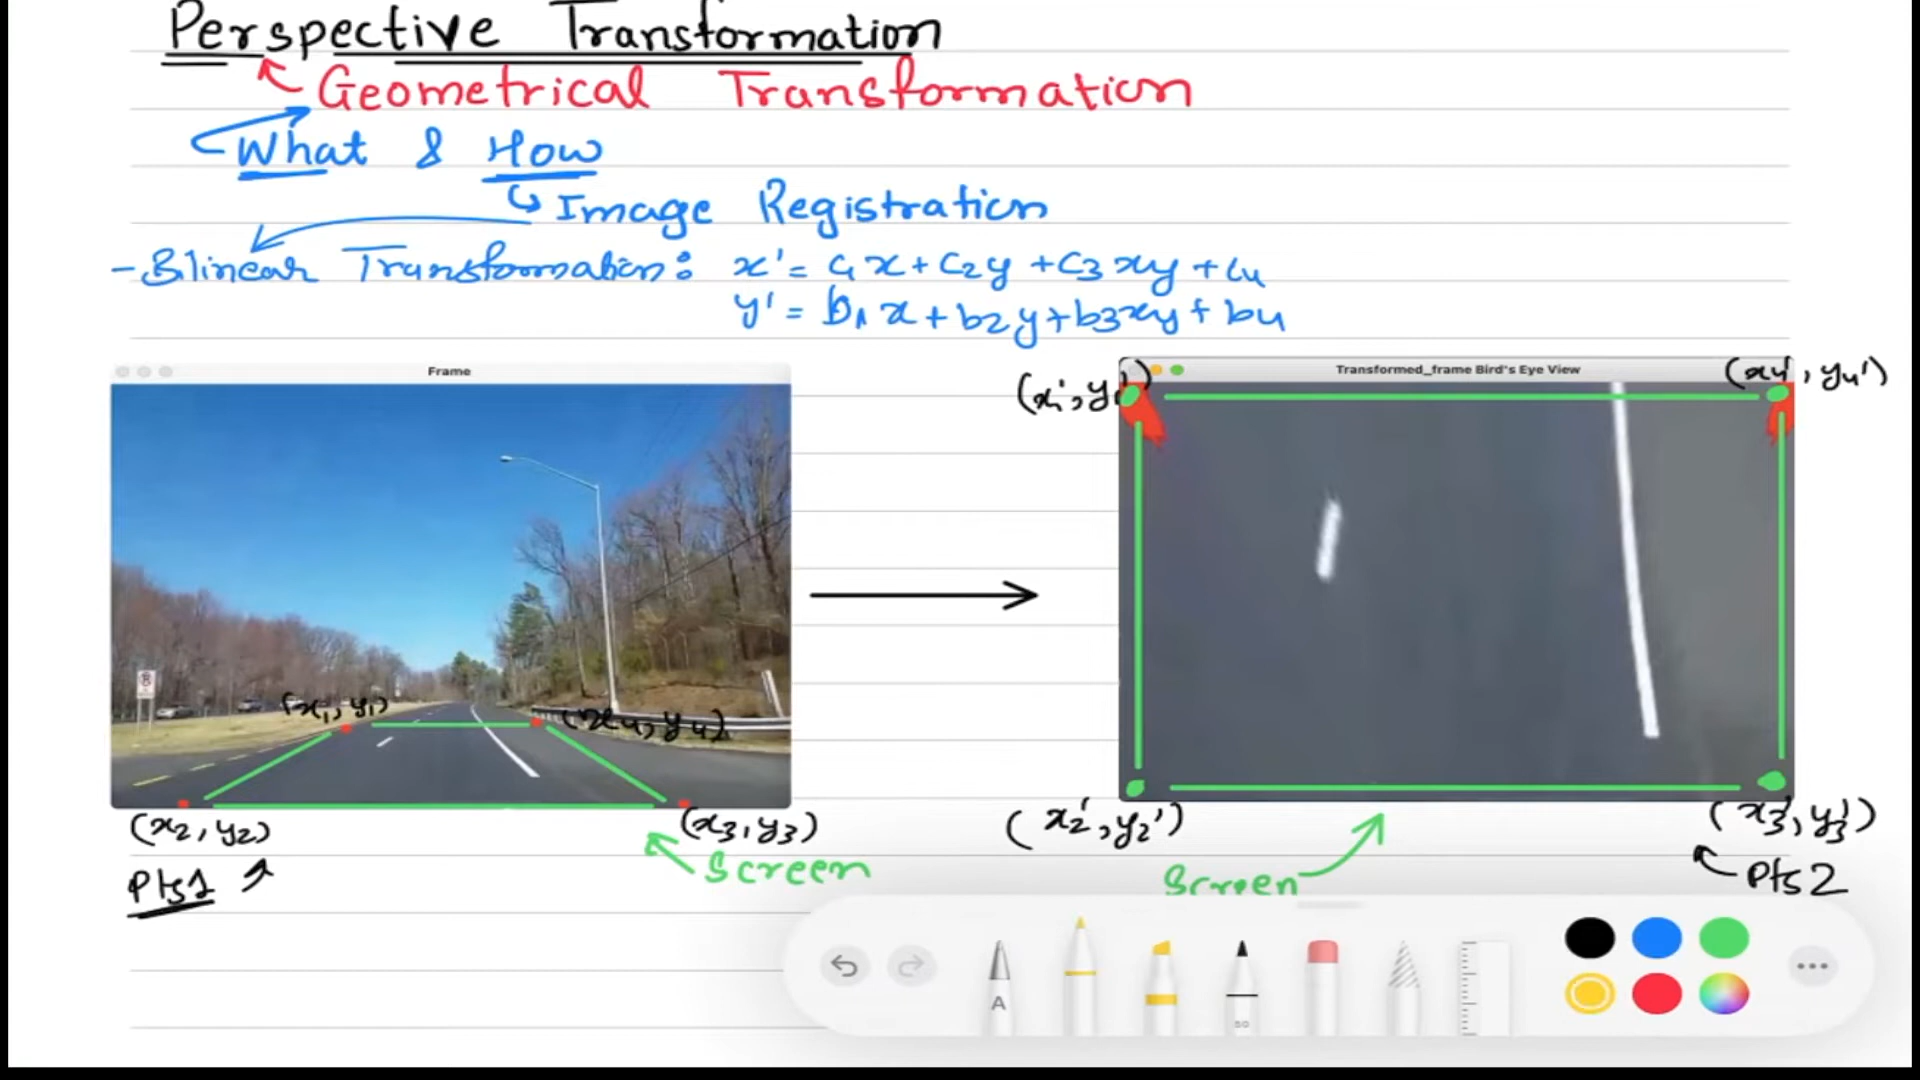 Perspective Transformation
Geometrical Transformation
What & How
Image Registration
- Bilinear Transformation: x' = c1x + c2y + c3xy + c4
y' = b1x + b2y + b3xy + b4
Frame
Transformed_frame Bird's Eye View
(x1', y1')
(x4', y4')
(x1, y1)
(x4, y4)
(x2, y2)
(x3, y3)
(x2', y2')
(x3', y3')
Pts1
Screen
Screen
Pts2
A
50